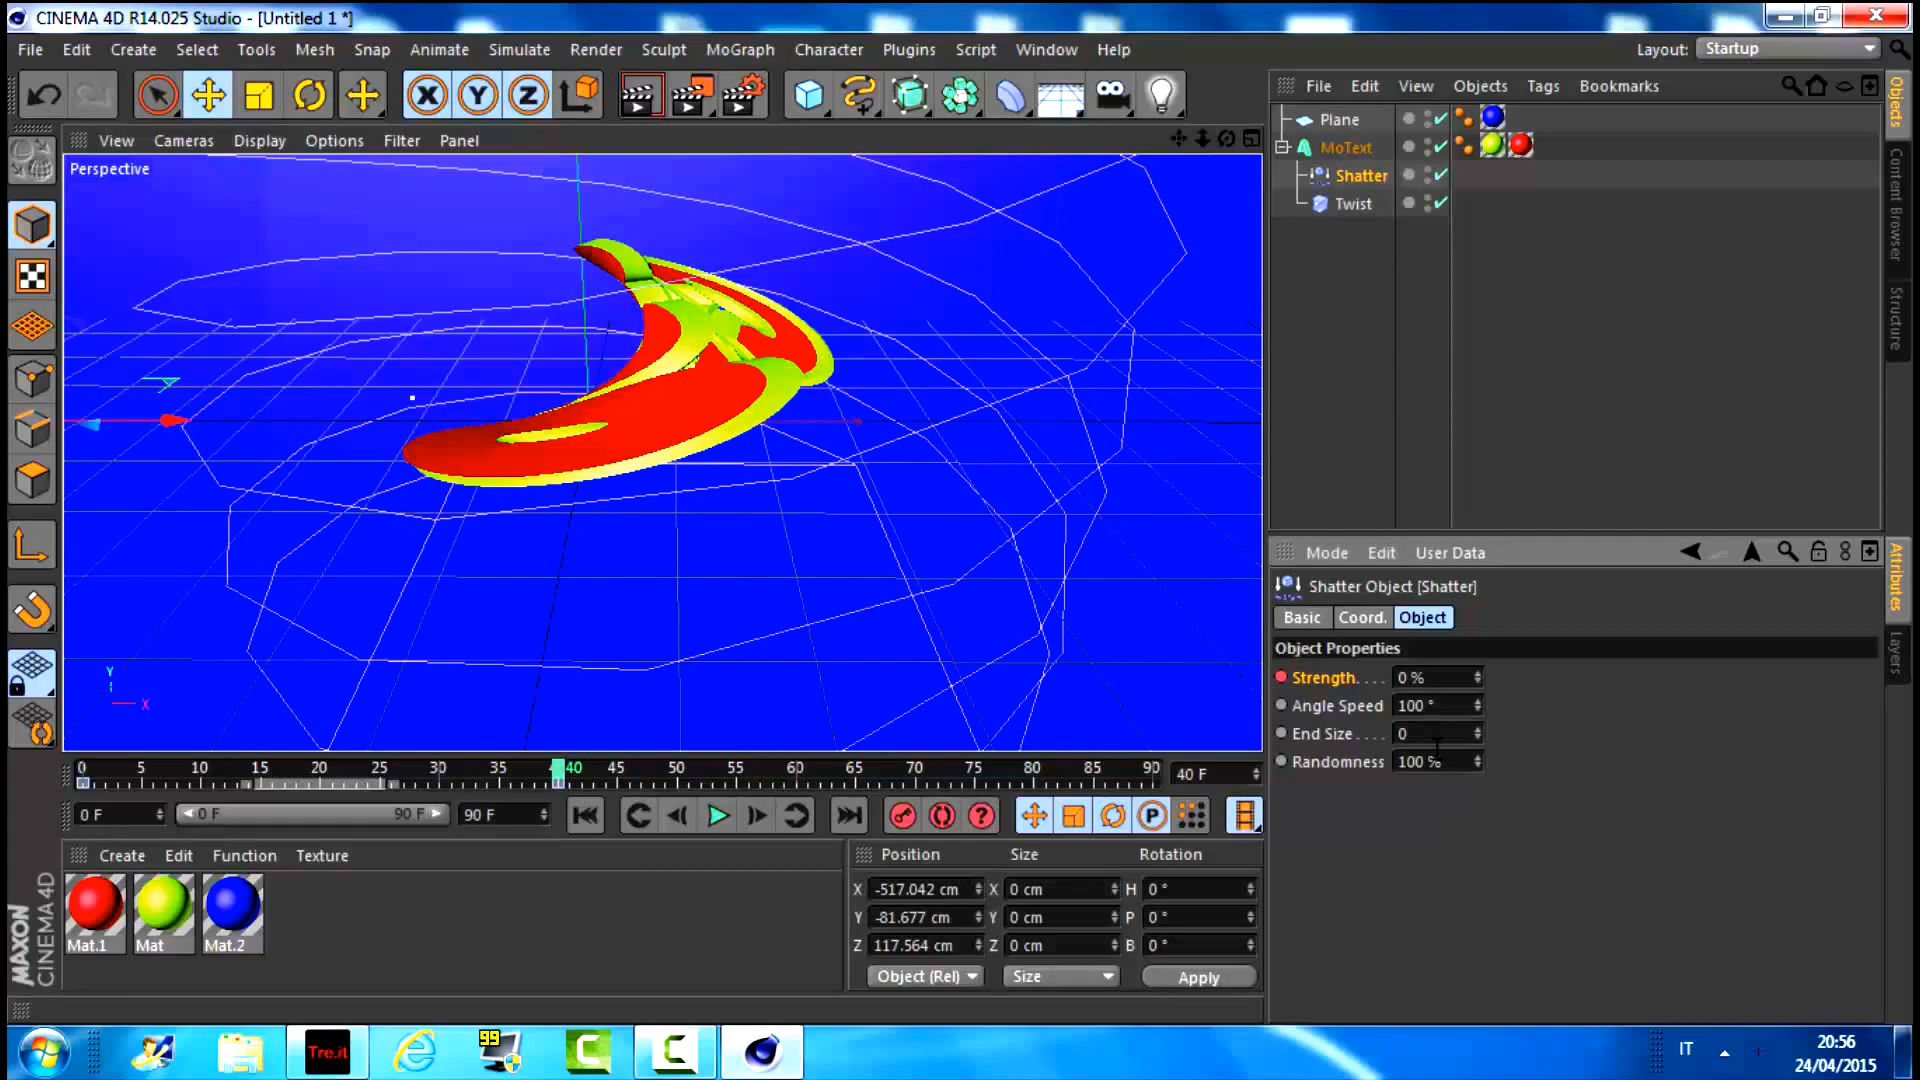 CINEMA 4D R14.025 Studio - [Untitled 1 *]
File Edit Create Select Tools Mesh Snap Animate Simulate Render Sculpt MoGraph Character Plugins Script Window Help
Layout: Startup
File Edit View Objects Tags Bookmarks
Objects
Content Browser
Structure
Plane
MoText
Shatter
Twist
View Cameras Display Options Filter Panel
Perspective
Y
X
Mode Edit User Data
Attributes
Layers
Shatter Object [Shatter]
Basic Coord. Object
Object Properties
Strength. . . . 0 %
Angle Speed 100 °
End Size. . . . 0
Randomness 100 %
0 5 10 15 20 25 30 35 40 45 50 55 60 65 70 75 80 85 90 40 F
0 F 0 F 90 F 90 F
Create Edit Function Texture
Mat.1 Mat Mat.2
MAXON
CINEMA 4D
Position Size Rotation
X -517.042 cm X 0 cm H 0 °
Y -81.677 cm Y 0 cm P 0 °
Z 117.564 cm Z 0 cm B 0 °
Object (Rel) Size Apply
Tre.it
99
IT
20:56
24/04/2015